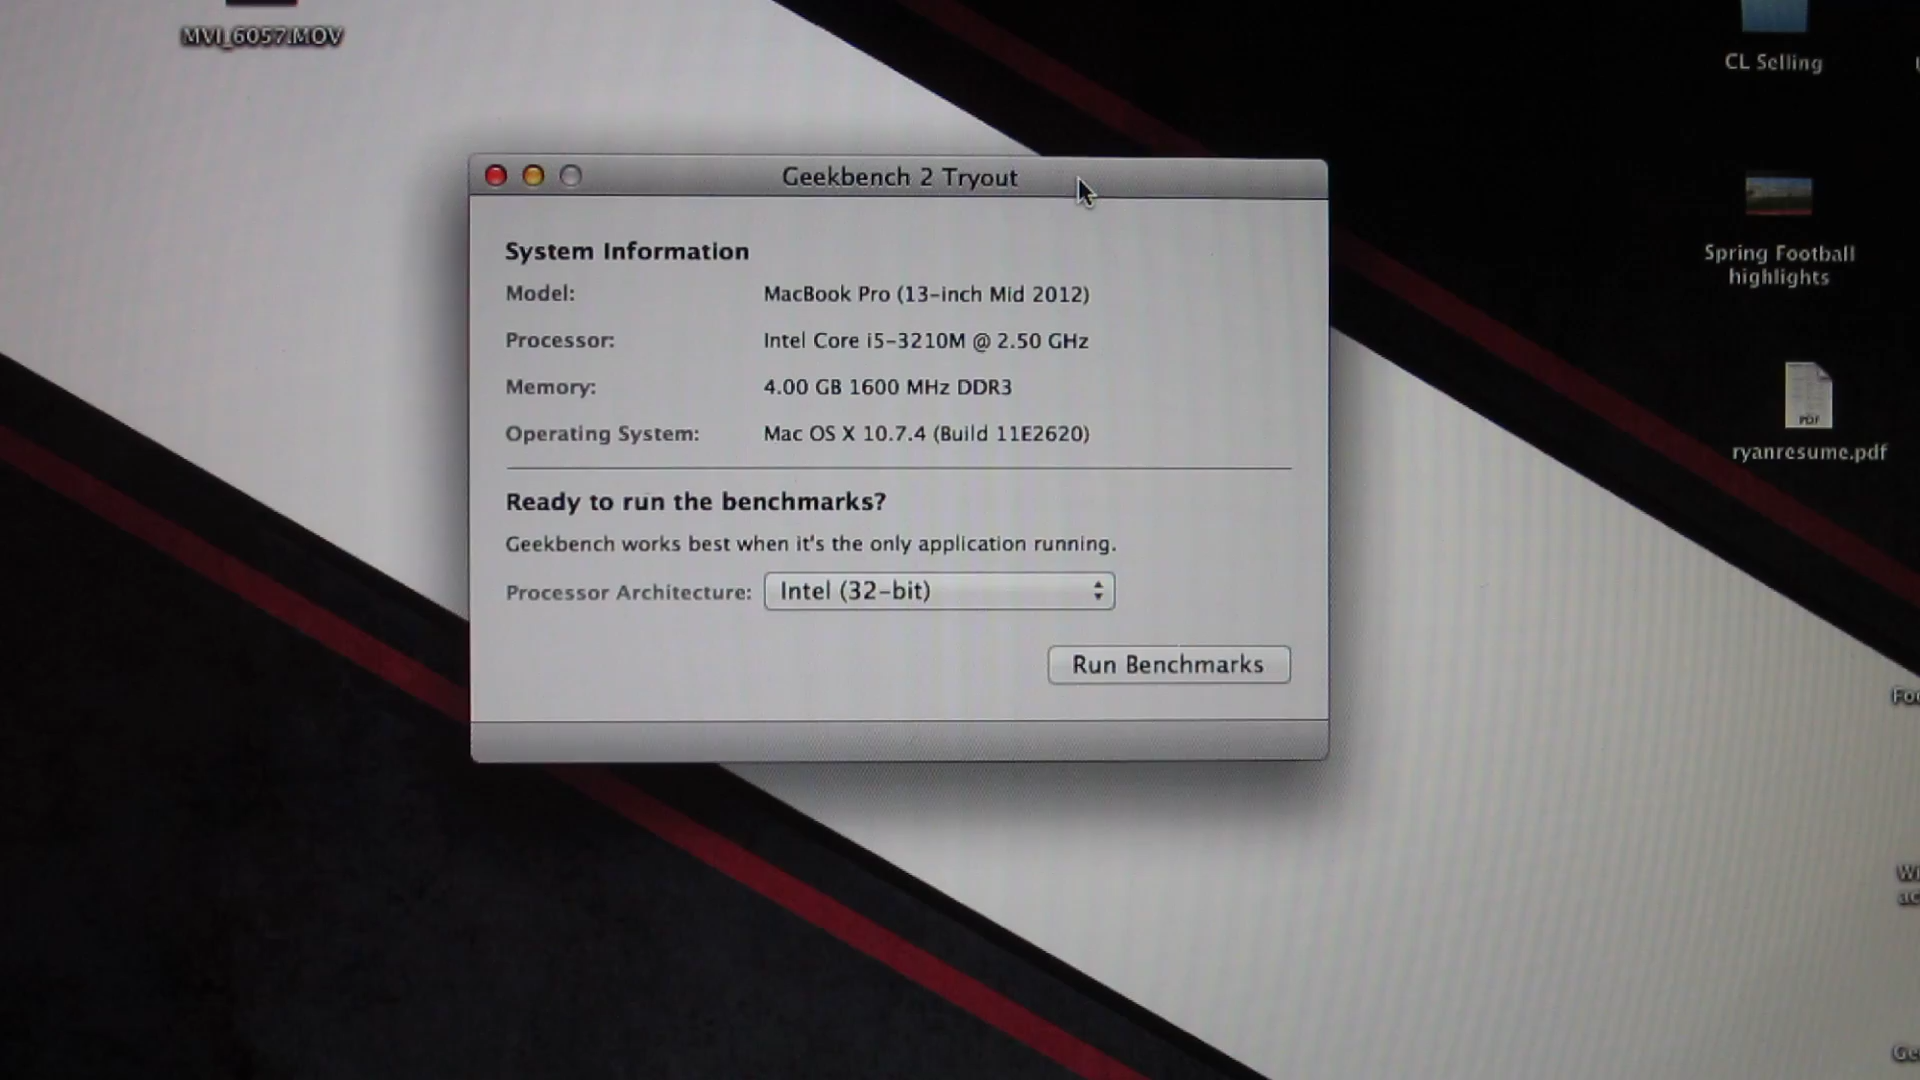 MVI_6057.MOV
CL Selling
Geekbench 2 Tryout
System Information
Model: MacBook Pro (13-inch Mid 2012)
Processor: Intel Core i5-3210M @ 2.50 GHz
Memory: 4.00 GB 1600 MHz DDR3
Operating System: Mac OS X 10.7.4 (Build 11E2620)
Ready to run the benchmarks?
Geekbench works best when it's the only application running.
Processor Architecture: Intel (32-bit)
Run Benchmarks
Spring Football
highlights
PDF
ryanresume.pdf